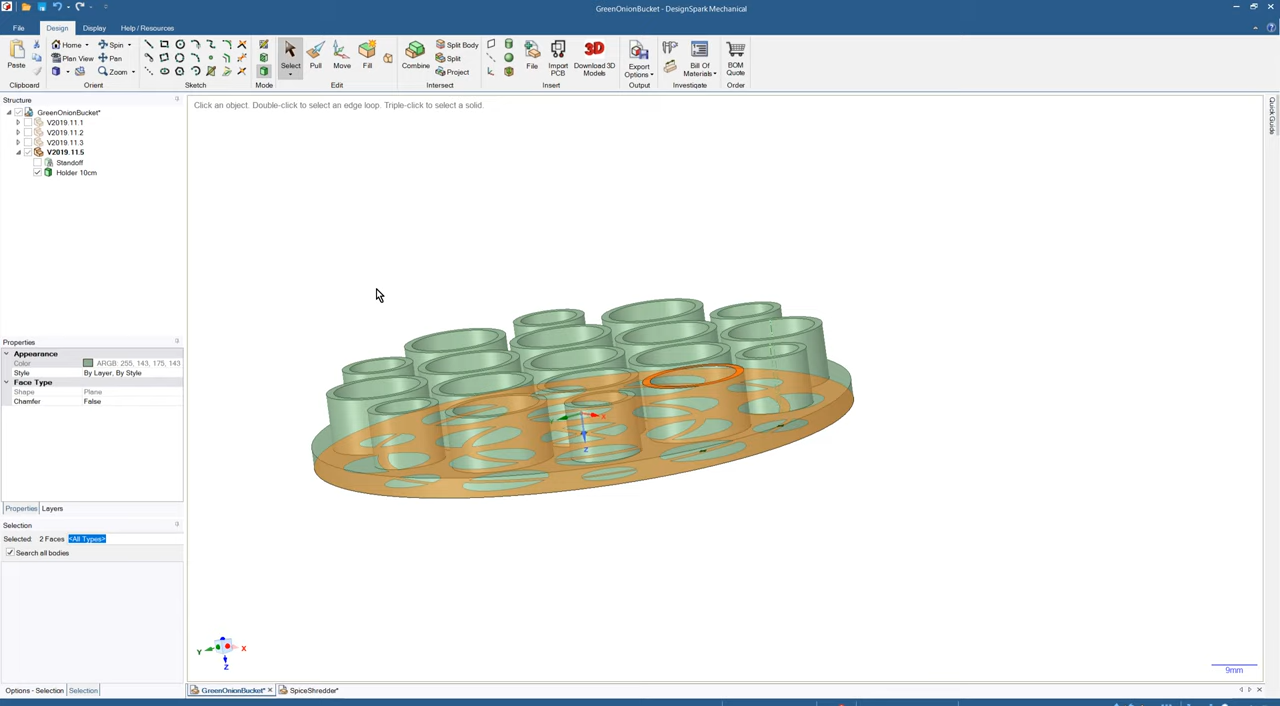 GreenOnionBucket - DesignSpark Mechanical
File Design Display Help / Resources
Paste
Clipboard
Home Spin
Plan View Pan
Zoom
Orient
Sketch
Mode
Select Pull Move Fill
Edit
Combine
Split Body
Split
Project
Intersect
File
Import PCB
Download 3D Models
3D
Insert
Export Options
Output
Bill Of Materials
Investigate
BOM Quote
Order
Structure
GreenOnionBucket*
V2019.11.1
V2019.11.2
V2019.11.3
V2019.11.5
Standoff
Holder 10cm
Click an object. Double-click to select an edge loop. Triple-click to select a solid.
Quick Guide
Properties
Appearance
Color ARGB: 255, 143, 175, 143
Style By Layer, By Style
Face Type
Shape Plane
Chamfer False
Properties Layers
Selection
Selected: 2 Faces <All Types>
Search all bodies
X
Y
Z
X
Z
9mm
Options - Selection Selection
GreenOnionBucket* SpiceShredder*